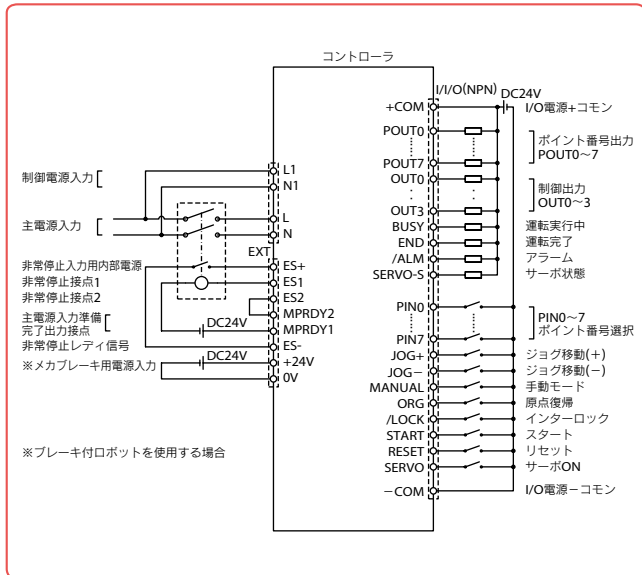 コントローラ
I/I/O(NPN)
DC24V
+COM
I/O電源+コモン
POUT0
POUT7
ポイント番号出力
POUT0~7
OUT0
OUT3
制御出力
OUT0~3
BUSY
運転実行中
END
運転完了
/ALM
アラーム
SERVO-S
サーボ状態
PIN0
PIN7
PIN0~7
ポイント番号選択
JOG+
ジョグ移動(+)
JOG-
ジョグ移動(-)
MANUAL
手動モード
ORG
原点復帰
/LOCK
インターロック
START
スタート
RESET
リセット
SERVO
サーボON
-COM
I/O電源-コモン
制御電源入力
L1
N1
主電源入力
L
N
EXT
非常停止入力用内部電源
ES+
非常停止接点1
ES1
非常停止接点2
ES2
MPRDY2
主電源入力準備
完了出力接点
DC24V
MPRDY1
非常停止レディ信号
ES-
※メカブレーキ用電源入力
DC24V
+24V
0V
※ブレーキ付ロボットを使用する場合